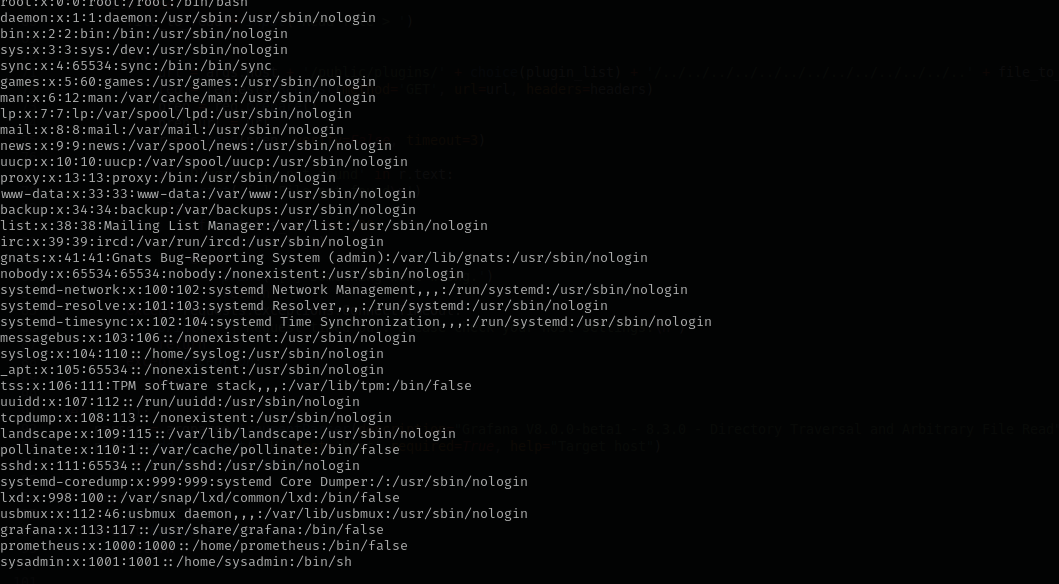 root:x:0:0:root:/root:/bin/bash
daemon:x:1:1:daemon:/usr/sbin:/usr/sbin/nologin
bin:x:2:2:bin:/bin:/usr/sbin/nologin
sys:x:3:3:sys:/dev:/usr/sbin/nologin
sync:x:4:65534:sync:/bin:/bin/sync
games:x:5:60:games:/usr/games:/usr/sbin/nologin
man:x:6:12:man:/var/cache/man:/usr/sbin/nologin
lp:x:7:7:lp:/var/spool/lpd:/usr/sbin/nologin
mail:x:8:8:mail:/var/mail:/usr/sbin/nologin
news:x:9:9:news:/var/spool/news:/usr/sbin/nologin
uucp:x:10:10:uucp:/var/spool/uucp:/usr/sbin/nologin
proxy:x:13:13:proxy:/bin:/usr/sbin/nologin
www-data:x:33:33:www-data:/var/www:/usr/sbin/nologin
backup:x:34:34:backup:/var/backups:/usr/sbin/nologin
list:x:38:38:Mailing List Manager:/var/list:/usr/sbin/nologin
irc:x:39:39:ircd:/var/run/ircd:/usr/sbin/nologin
gnats:x:41:41:Gnats Bug-Reporting System (admin):/var/lib/gnats:/usr/sbin/nologin
nobody:x:65534:65534:nobody:/nonexistent:/usr/sbin/nologin
systemd-network:x:100:102:systemd Network Management,,,:/run/systemd:/usr/sbin/nologin
systemd-resolve:x:101:103:systemd Resolver,,,:/run/systemd:/usr/sbin/nologin
systemd-timesync:x:102:104:systemd Time Synchronization,,,:/run/systemd:/usr/sbin/nologin
messagebus:x:103:106::/nonexistent:/usr/sbin/nologin
syslog:x:104:110::/home/syslog:/usr/sbin/nologin
_apt:x:105:65534::/nonexistent:/usr/sbin/nologin
tss:x:106:111:TPM software stack,,,:/var/lib/tpm:/bin/false
uuidd:x:107:112::/run/uuidd:/usr/sbin/nologin
tcpdump:x:108:113::/nonexistent:/usr/sbin/nologin
landscape:x:109:115::/var/lib/landscape:/usr/sbin/nologin
pollinate:x:110:1::/var/cache/pollinate:/bin/false
sshd:x:111:65534::/run/sshd:/usr/sbin/nologin
systemd-coredump:x:999:999:systemd Core Dumper:/:/usr/sbin/nologin
lxd:x:998:100::/var/snap/lxd/common/lxd:/bin/false
usbmux:x:112:46:usbmux daemon,,,:/var/lib/usbmux:/usr/sbin/nologin
grafana:x:113:117::/usr/share/grafana:/bin/false
prometheus:x:1000:1000::/home/prometheus:/bin/false
sysadmin:x:1001:1001::/home/sysadmin:/bin/sh